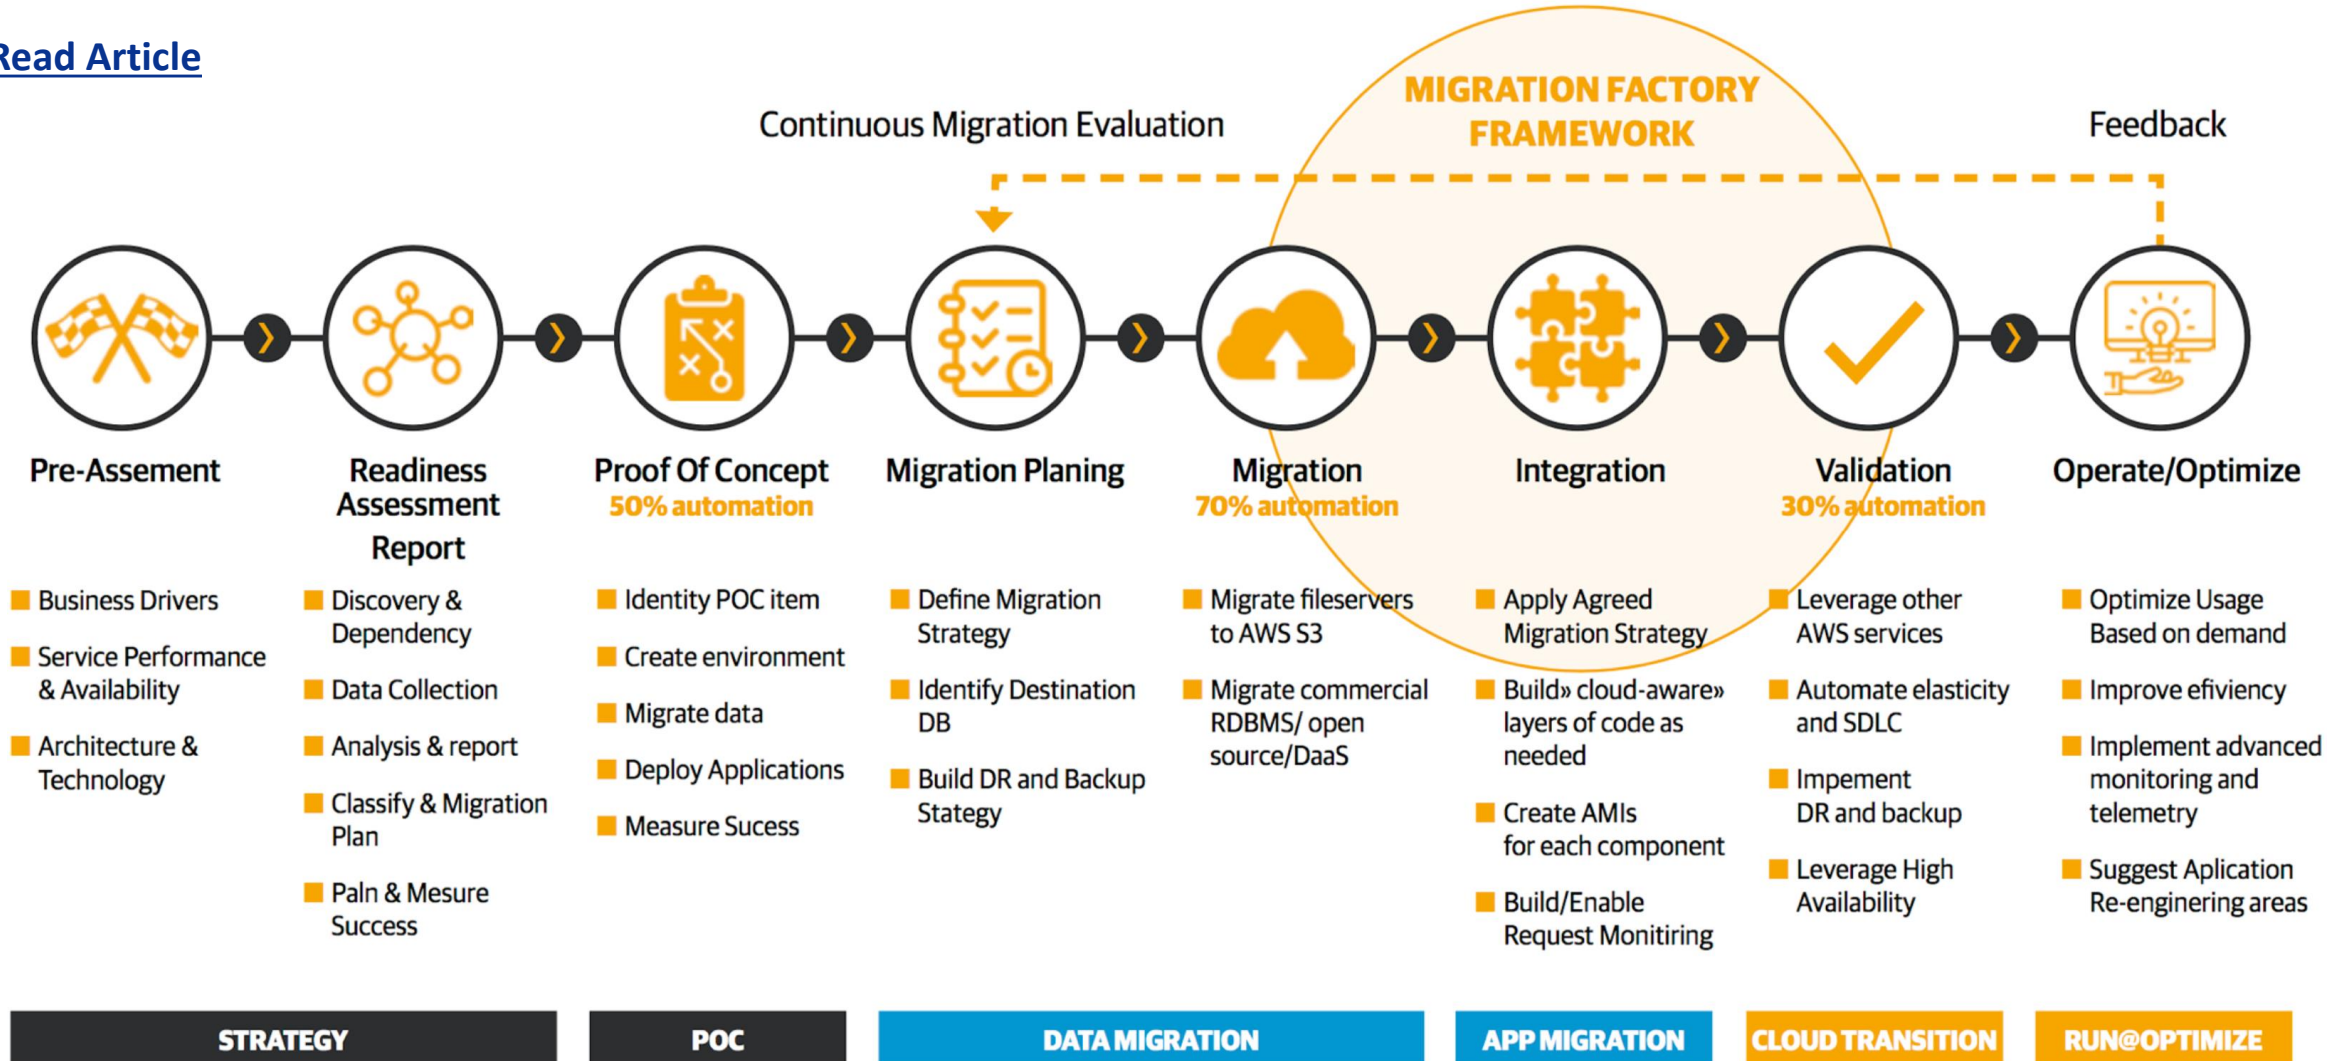 Read Article
MIGRATION FACTORY
FRAMEWORK
Continuous Migration Evaluation
Feedback
Pre-Assement
Business Drivers
Service Performance
& Availability
Architecture &
Technology
Readiness
Assessment
Report
Discovery &
Dependency
Data Collection
Analysis & report
Classify & Migration
Plan
Paln & Mesure
Success
Proof Of Concept
50% automation
Identity POC item
Create environment
Migrate data
Deploy Applications
Measure Sucess
Migration Planing
Define Migration
Strategy
Identify Destination
DB
Build DR and Backup
Stategy
Migration
70% automation
Migrate fileservers
to AWS S3
Migrate commercial
RDBMS/ open
source/DaaS
Integration
Apply Agreed
Migration Strategy
Build» cloud-aware»
layers of code as
needed
Create AMIs
for each component
Build/Enable
Request Monitiring
Validation
30% automation
Leverage other
AWS services
Automate elasticity
and SDLC
Impement
DR and backup
Leverage High
Availability
Operate/Optimize
Optimize Usage
Based on demand
Improve efiviency
Implement advanced
monitoring and
telemetry
Suggest Aplication
Re-enginering areas
STRATEGY
POC
DATA MIGRATION
APP MIGRATION
CLOUD TRANSITION
RUN@OPTIMIZE